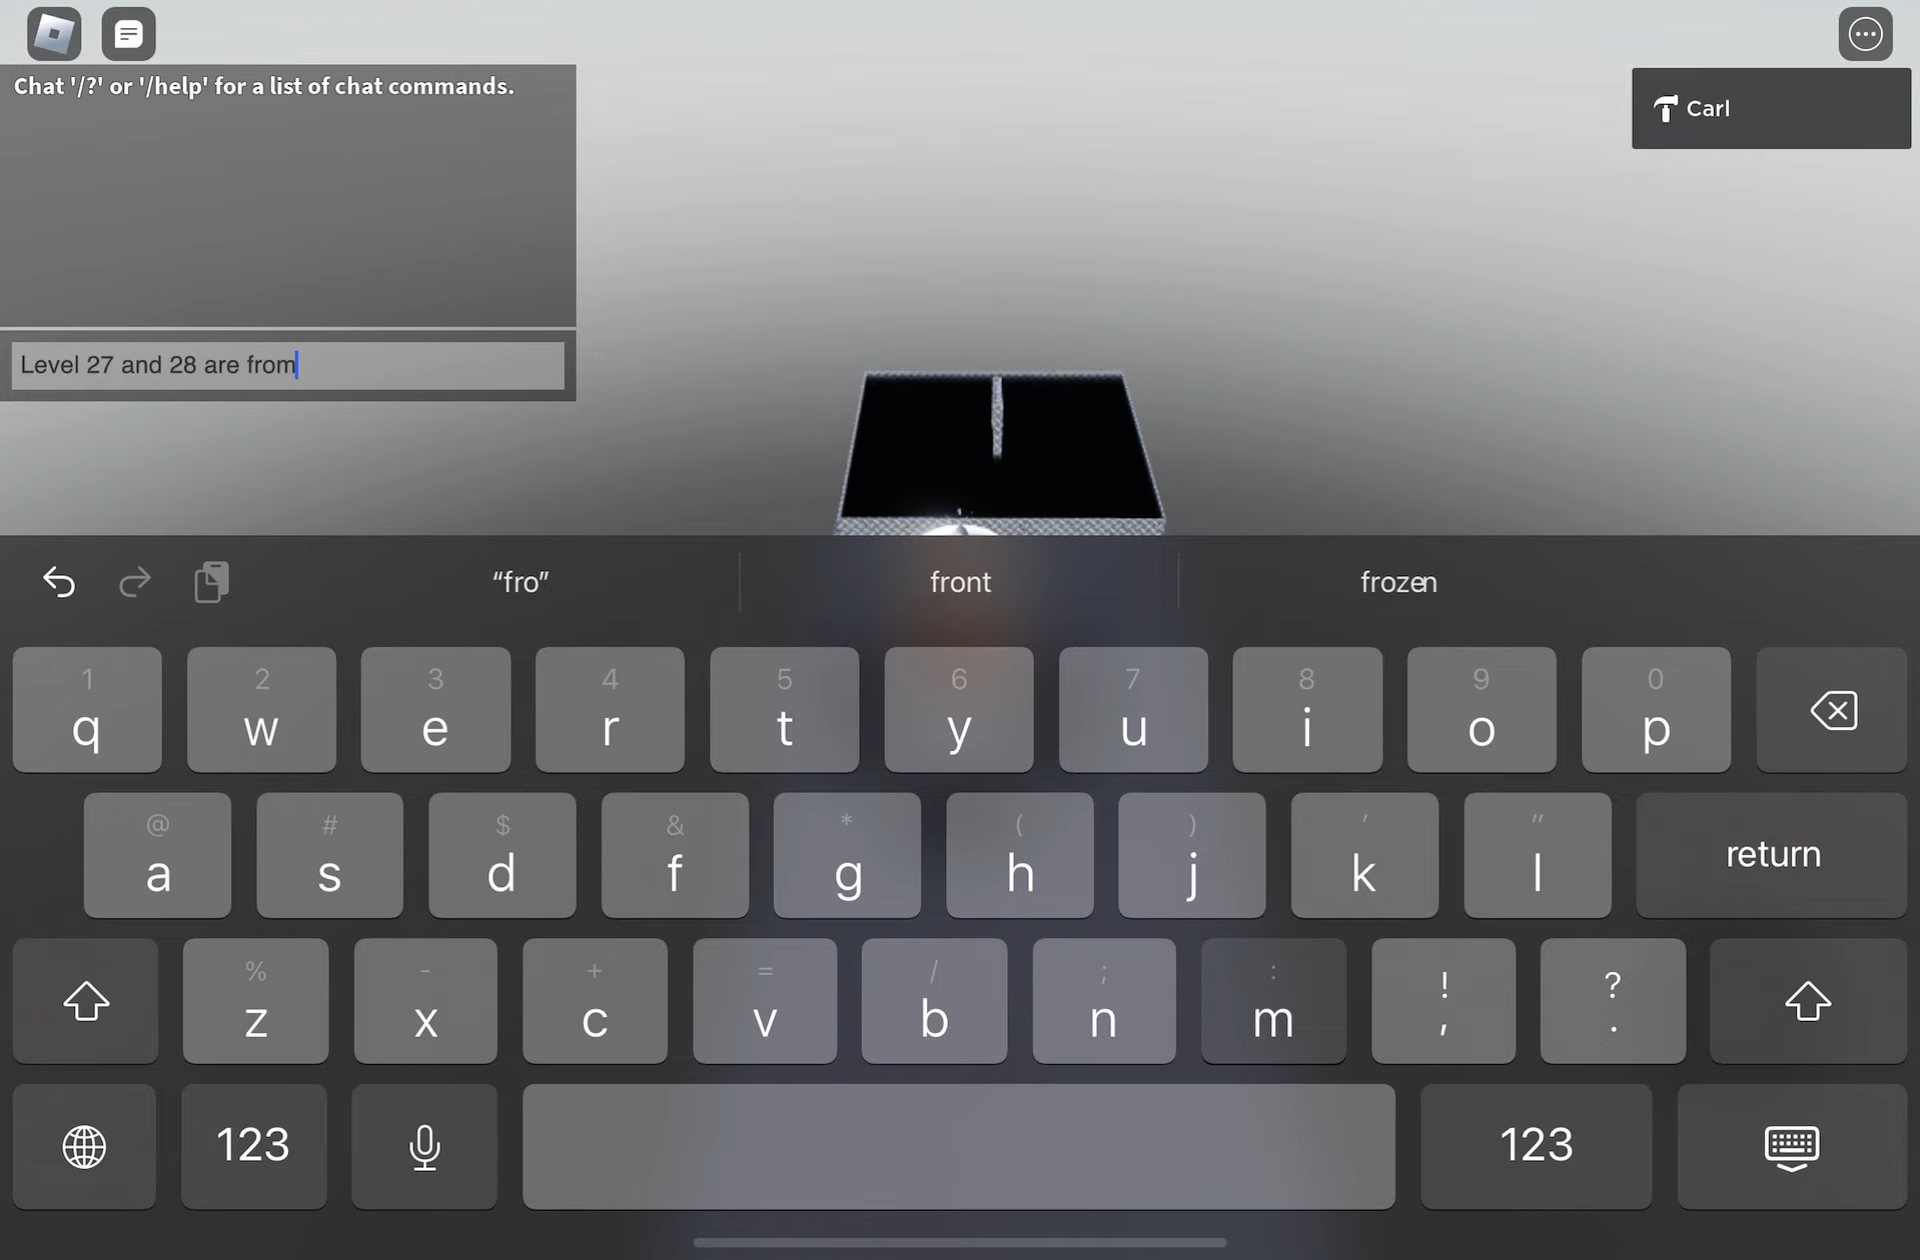 Chat '/?' or '/help' for a list of chat commands.
Carl
Level 27 and 28 are from
“fro” front frozen
1 2 3 4 5 6 7 8 9 0
q w e r t y u i o p
@ # $ & * ( ) ' "
a s d f g h j k l return
% - + = / ; : ! ?
z x c v b n m , .
123 123